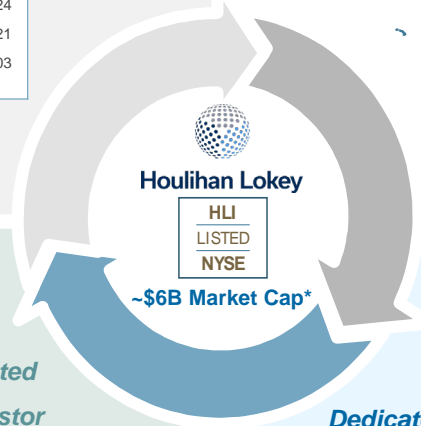 24
21
03
Houlihan Lokey
HLI
LISTED
NYSE
~$6B Market Cap*
ted
stor
Dedicat